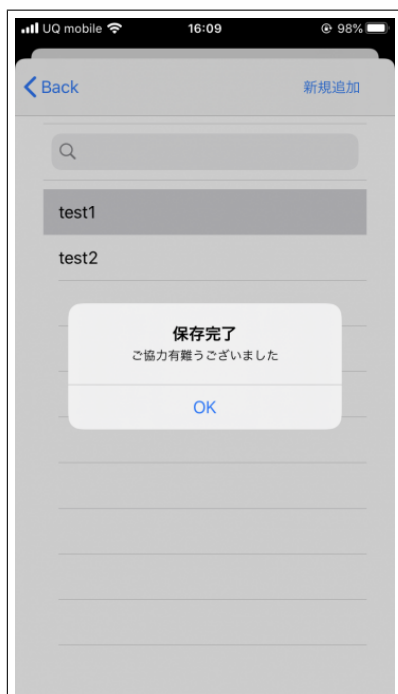 UQ mobile 16:09 98%
Back 新規追加
test1
test2
保存完了
ご協力有難うございました
OK